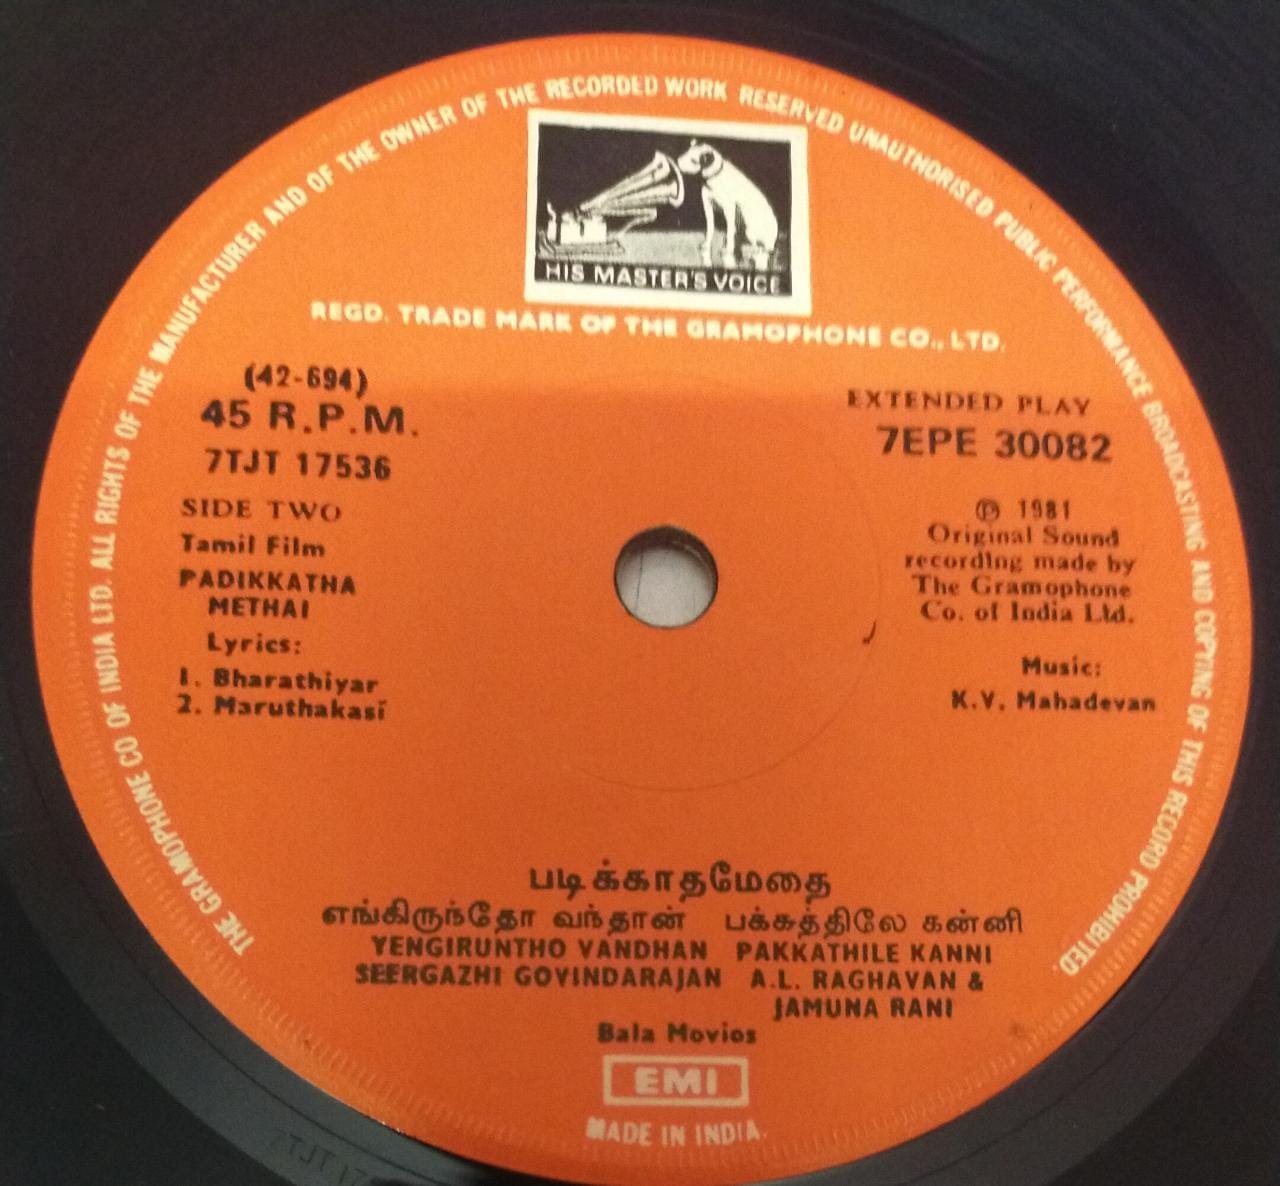 THE GRAMOPHONE CO OF INDIA LTD. ALL RIGHTS OF THE MANUFACTURER AND OF THE OWNER OF THE RECORDED WORK RESERVED UNAUTHORISED PUBLIC PERFORMANCE BROADCASTING AND COPYING OF THIS RECORD PROHIBITED.
HIS MASTER'S VOICE
REGD. TRADE MARK OF THE GRAMOPHONE CO., LTD.
(42-694)
45 R.P.M.
7TJT 17536
SIDE TWO
Tamil Film
PADIKKATHA
METHAI
Lyrics:
1. Bharathiyar
2. Maruthakasi
EXTENDED PLAY
7EPE 30082
℗ 1981
Original Sound
recording made by
The Gramophone
Co. of India Ltd.
Music:
K.V. Mahadevan
படிக்காதமேதை
எங்கிருந்தோ வந்தான் பக்கத்திலே கன்னி
YENGIRUNTHO VANDHAN PAKKATHILE KANNI
SEERGAZHI GOVINDARAJAN A.L. RAGHAVAN &
JAMUNA RANI
Bala Movios
EMI
MADE IN INDIA.